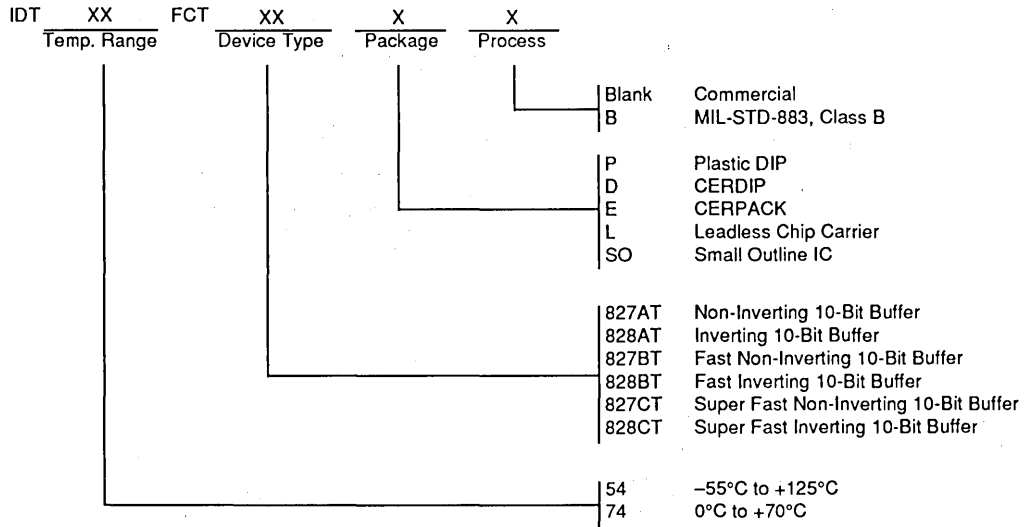 IDT XX FCT XX X X
Temp. Range Device Type Package Process
Blank Commercial
B MIL-STD-883, Class B
P Plastic DIP
D CERDIP
E CERPACK
L Leadless Chip Carrier
SO Small Outline IC
827AT Non-Inverting 10-Bit Buffer
828AT Inverting 10-Bit Buffer
827BT Fast Non-Inverting 10-Bit Buffer
828BT Fast Inverting 10-Bit Buffer
827CT Super Fast Non-Inverting 10-Bit Buffer
828CT Super Fast Inverting 10-Bit Buffer
54 –55°C to +125°C
74 0°C to +70°C